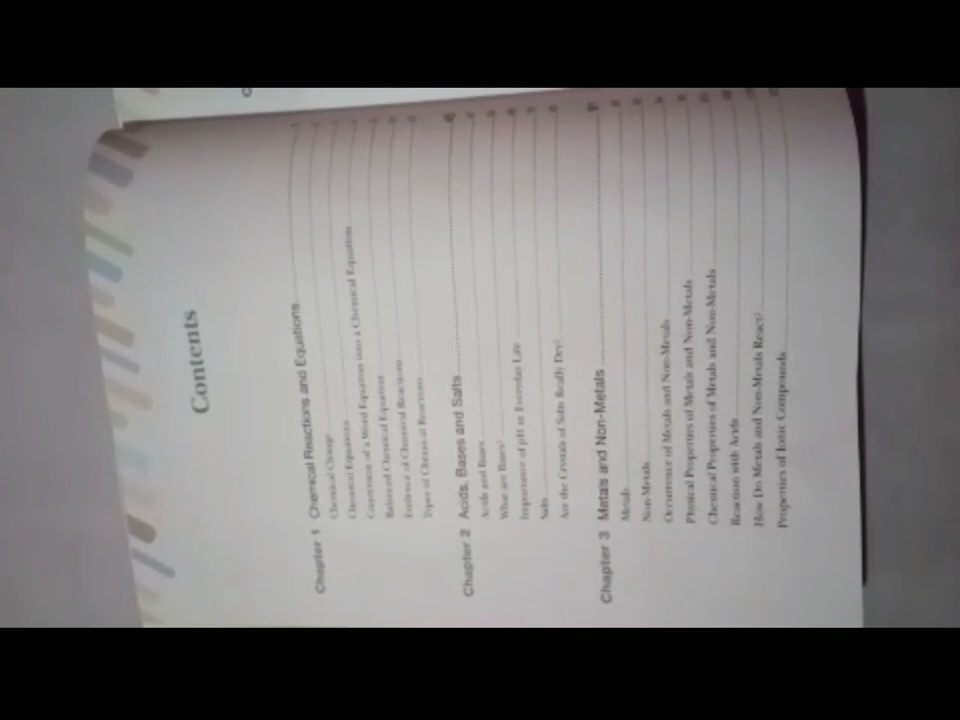 Contents
Chapter 1 Chemical Reactions and Equations
Chemical Change
Chemical Equations
Conversion of a Word Equation into a Chemical Equation
Balanced Chemical Equation
Evidence of Chemical Reactions
Types of Chemical Reactions
Chapter 2 Acids, Bases and Salts
Acids and Bases
What are Bases?
Importance of pH in Everyday Life
Salts
Are the Crystals of Salts Really Dry?
Chapter 3 Metals and Non-Metals
Metals
Non-Metals
Occurrence of Metals and Non-Metals
Physical Properties of Metals and Non-Metals
Chemical Properties of Metals and Non-Metals
Reaction with Acids
How Do Metals and Non-Metals React?
Properties of Ionic Compounds